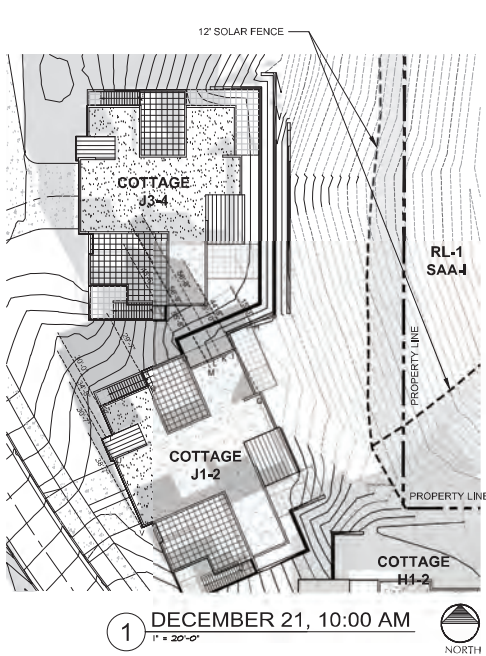 12' SOLAR FENCE
COTTAGE
J3-4
RL-1
SAA-I
PROPERTY LINE
COTTAGE
J1-2
PROPERTY LINE
COTTAGE
H1-2
1
DECEMBER 21, 10:00 AM
1" = 20'-0"
NORTH